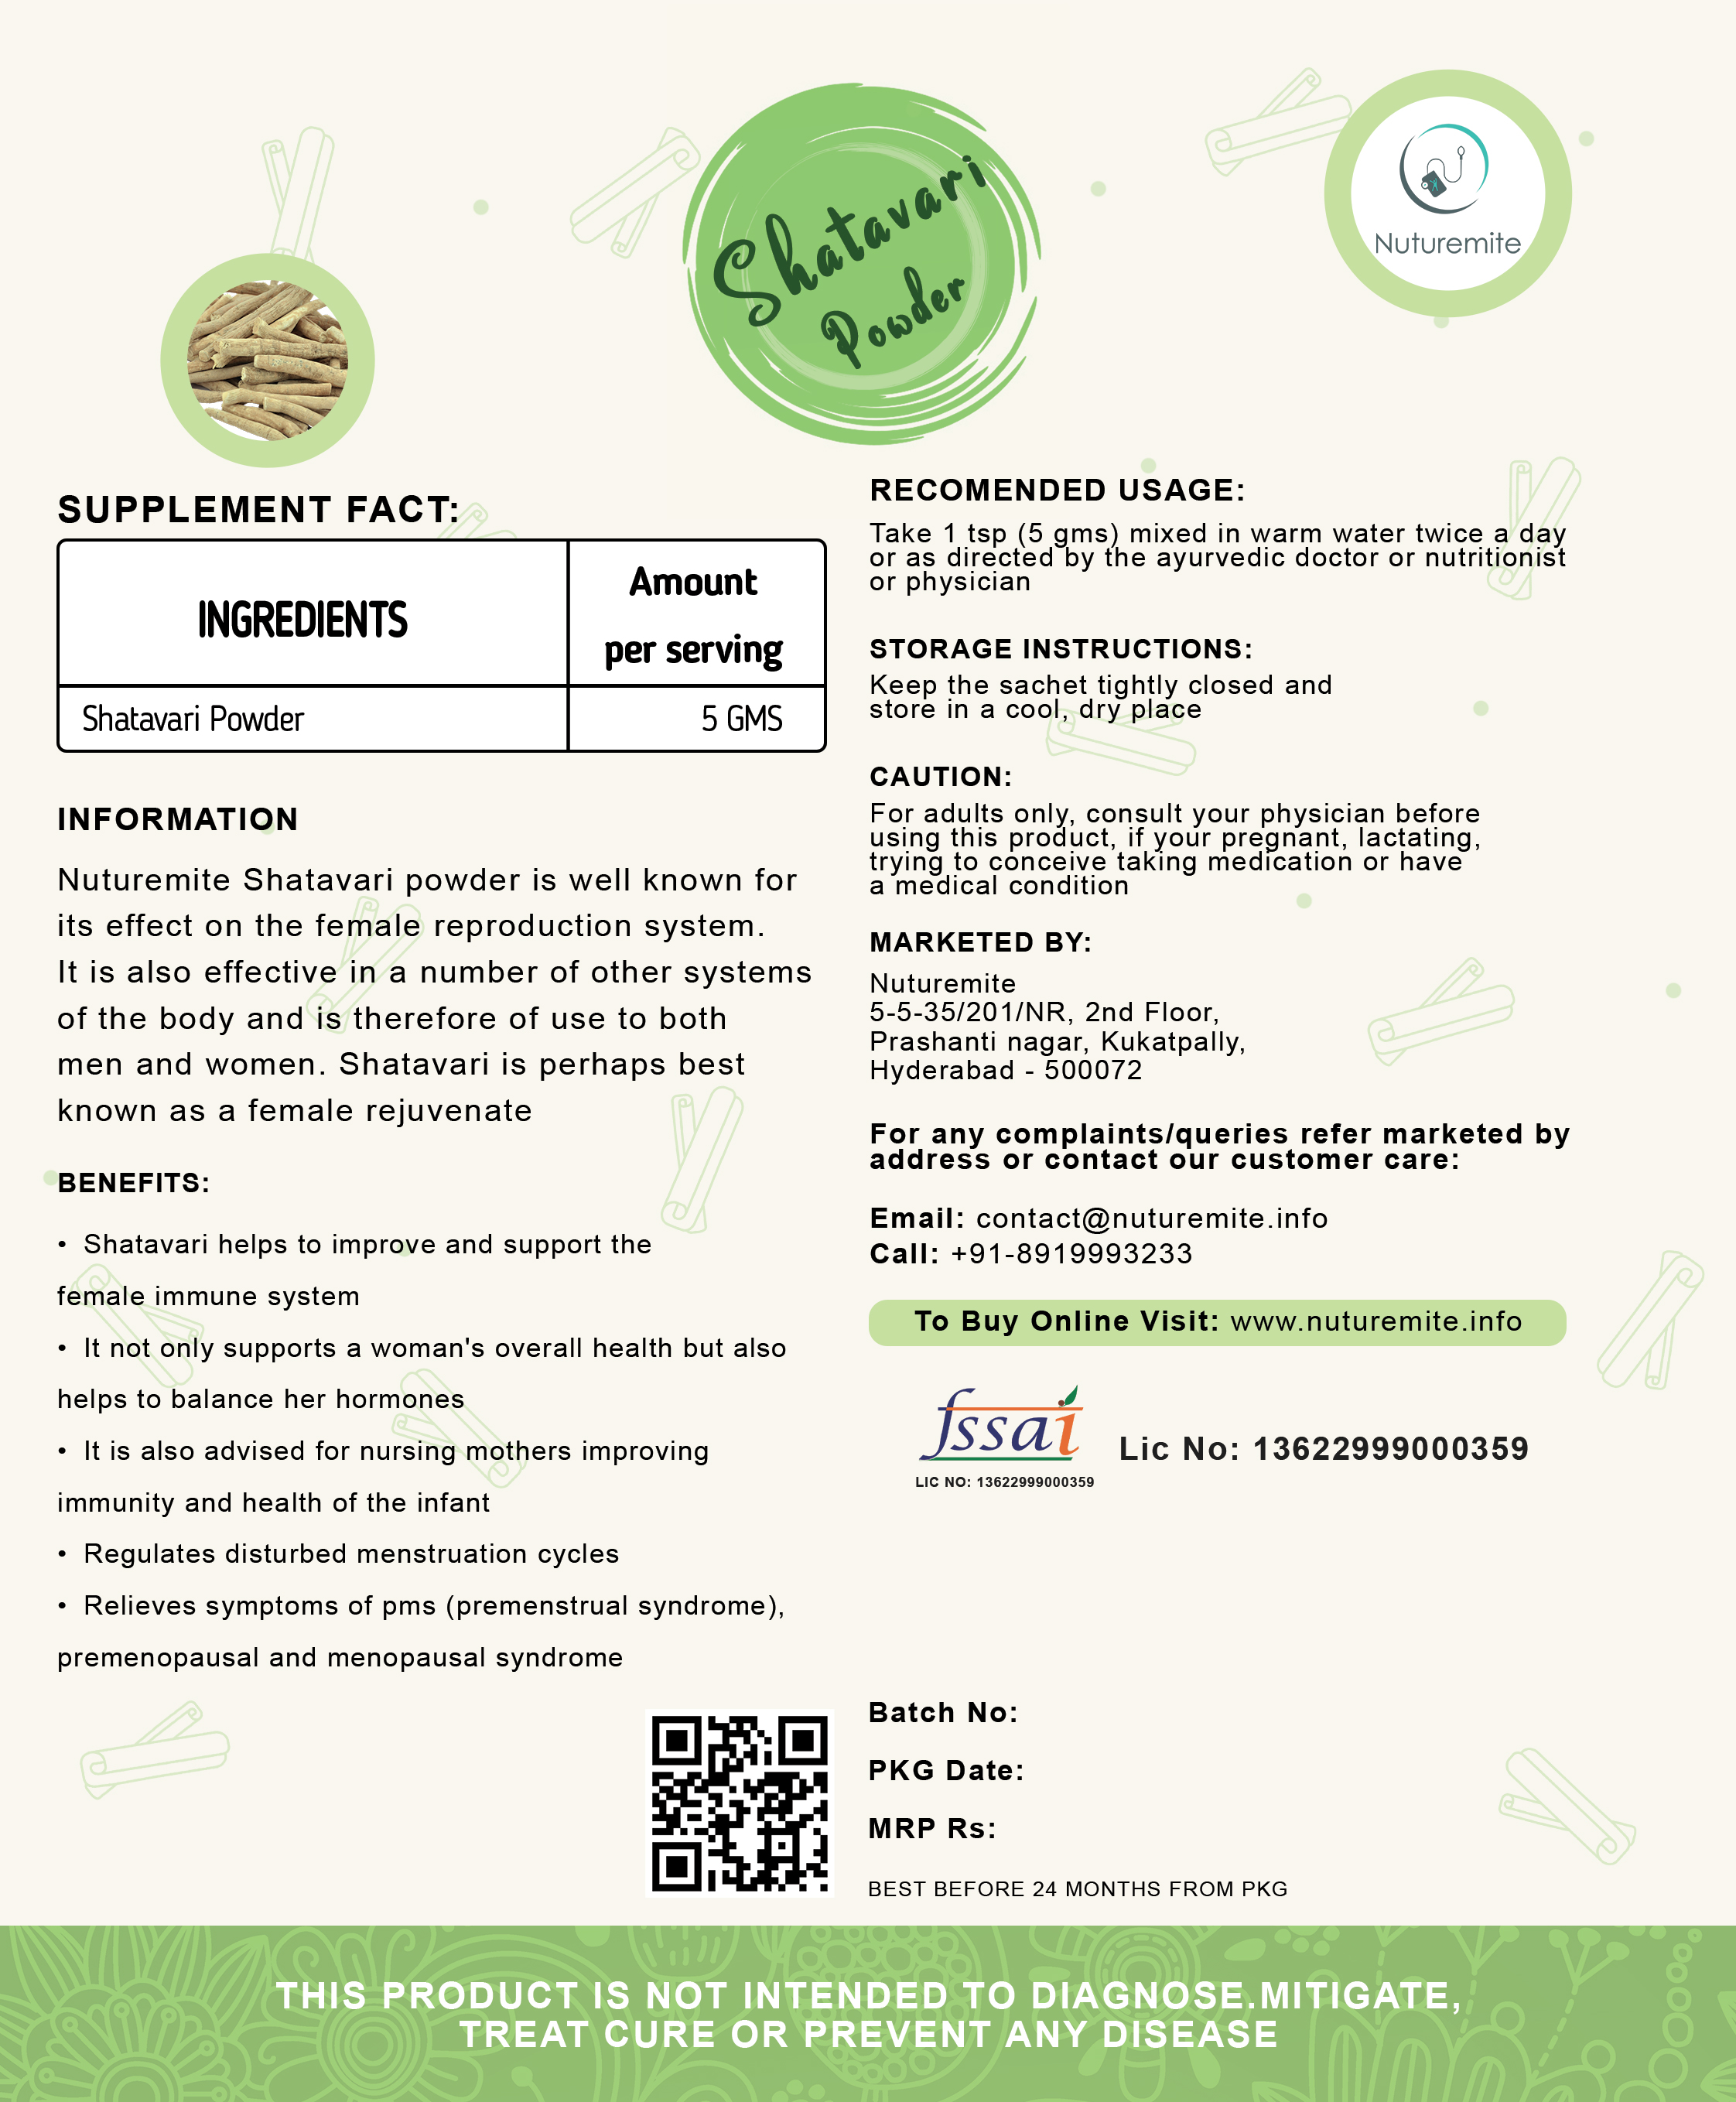 Shatavari
Powder
Nuturemite
SUPPLEMENT FACT:
INGREDIENTS
Amount
per serving
Shatavari Powder
5 GMS
INFORMATION
Nuturemite Shatavari powder is well known for
its effect on the female reproduction system.
It is also effective in a number of other systems
of the body and is therefore of use to both
men and women. Shatavari is perhaps best
known as a female rejuvenate
BENEFITS:
• Shatavari helps to improve and support the
female immune system
• It not only supports a woman's overall health but also
helps to balance her hormones
• It is also advised for nursing mothers improving
immunity and health of the infant
• Regulates disturbed menstruation cycles
• Relieves symptoms of pms (premenstrual syndrome),
premenopausal and menopausal syndrome
RECOMENDED USAGE:
Take 1 tsp (5 gms) mixed in warm water twice a day
or as directed by the ayurvedic doctor or nutritionist
or physician
STORAGE INSTRUCTIONS:
Keep the sachet tightly closed and
store in a cool, dry place
CAUTION:
For adults only, consult your physician before
using this product, if your pregnant, lactating,
trying to conceive taking medication or have
a medical condition
MARKETED BY:
Nuturemite
5-5-35/201/NR, 2nd Floor,
Prashanti nagar, Kukatpally,
Hyderabad - 500072
For any complaints/queries refer marketed by
address or contact our customer care:
Email: contact@nuturemite.info
Call: +91-8919993233
To Buy Online Visit: www.nuturemite.info
fssai
LIC NO: 13622999000359
Lic No: 13622999000359
Batch No:
PKG Date:
MRP Rs:
BEST BEFORE 24 MONTHS FROM PKG
THIS PRODUCT IS NOT INTENDED TO DIAGNOSE.MITIGATE,
TREAT CURE OR PREVENT ANY DISEASE